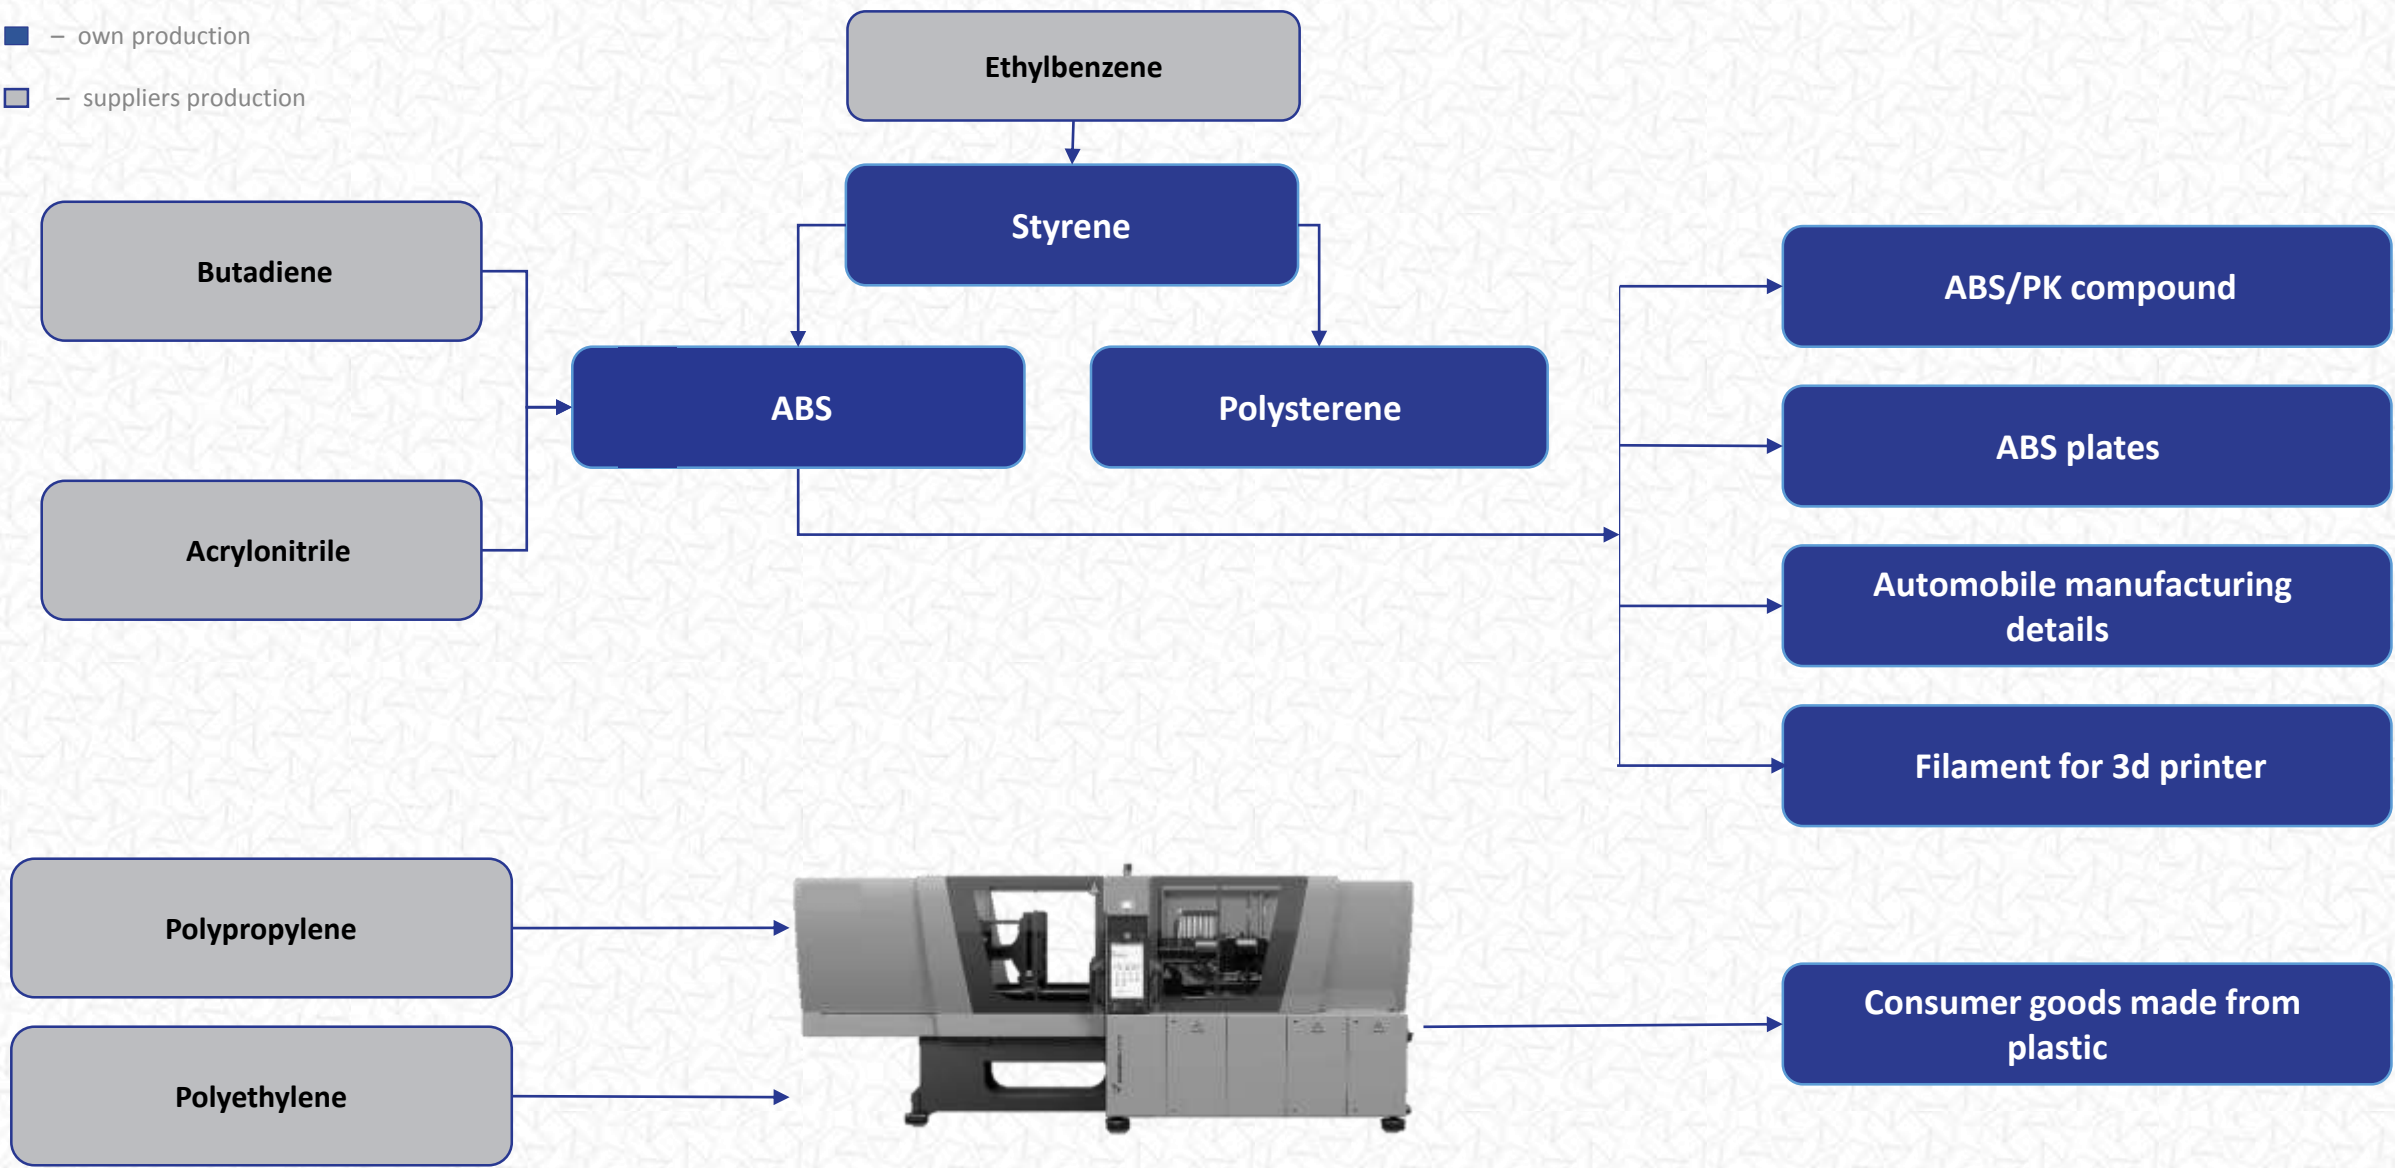 – own production
– suppliers production
Ethylbenzene
Styrene
Butadiene
Acrylonitrile
ABS
Polysterene
ABS/PK compound
ABS plates
Automobile manufacturing
details
Filament for 3d printer
Polypropylene
Polyethylene
Consumer goods made from
plastic